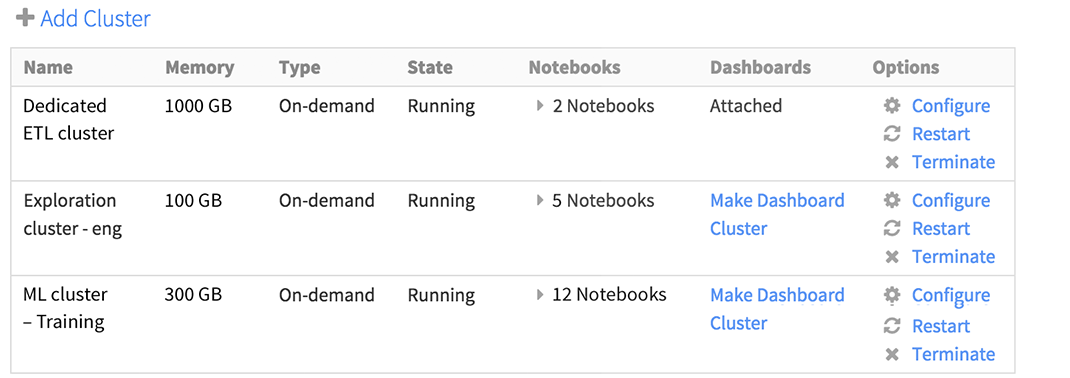 Add Cluster
Name Memory Type State Notebooks Dashboards Options
Dedicated 1000 GB On-demand Running 2 Notebooks Attached Configure
ETL cluster Restart
Terminate
Exploration 100 GB On-demand Running 5 Notebooks Make Dashboard Configure
cluster - eng Cluster Restart
Terminate
ML cluster 300 GB On-demand Running 12 Notebooks Make Dashboard Configure
– Training Cluster Restart
Terminate